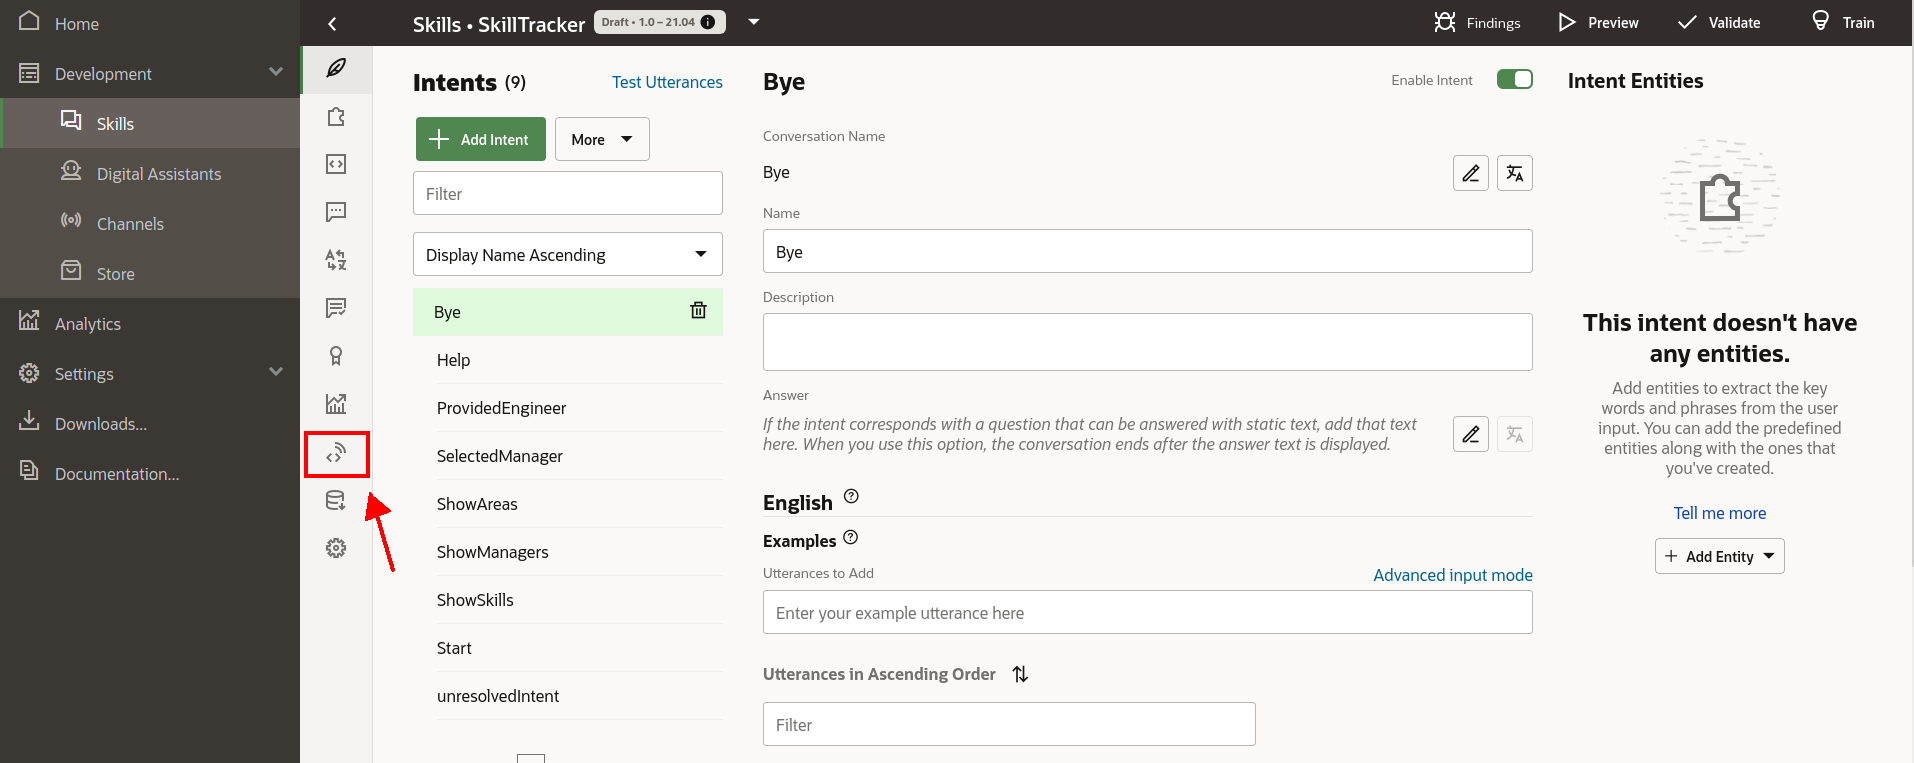 Home
Development
Skills
Digital Assistants
Channels
Store
Analytics
Settings
Downloads...
Documentation...
Skills • SkillTracker
Draft • 1.0 – 21.04
Findings
Preview
Validate
Train
Intents (9)
Test Utterances
Add Intent
More
Filter
Display Name Ascending
Bye
Help
ProvidedEngineer
SelectedManager
ShowAreas
ShowManagers
ShowSkills
Start
unresolvedIntent
Bye
Enable Intent
Conversation Name
Bye
Name
Bye
Description
Answer
If the intent corresponds with a question that can be answered with static text, add that text
here. When you use this option, the conversation ends after the answer text is displayed.
English
Examples
Utterances to Add
Advanced input mode
Enter your example utterance here
Utterances in Ascending Order
Filter
Intent Entities
This intent doesn't have
any entities.
Add entities to extract the key
words and phrases from the user
input. You can add the predefined
entities along with the ones that
you've created.
Tell me more
Add Entity